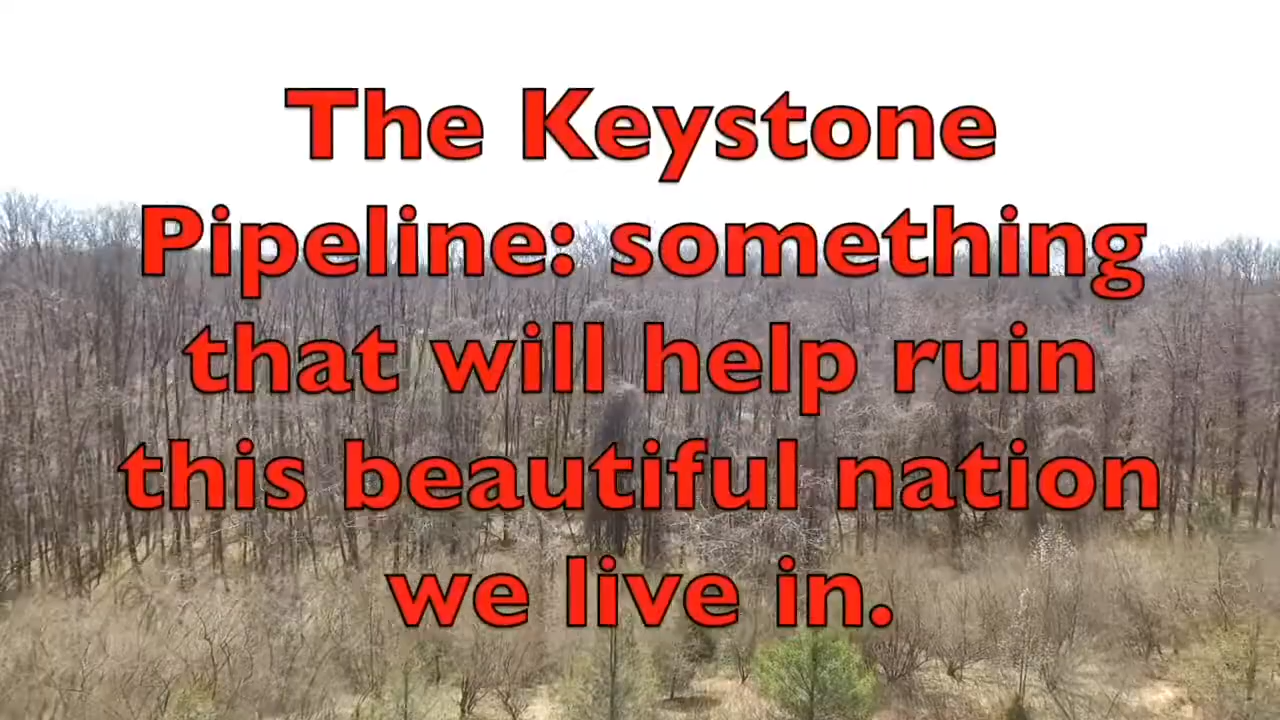 The Keystone
Pipeline: something
that will help ruin
this beautiful nation
we live in.